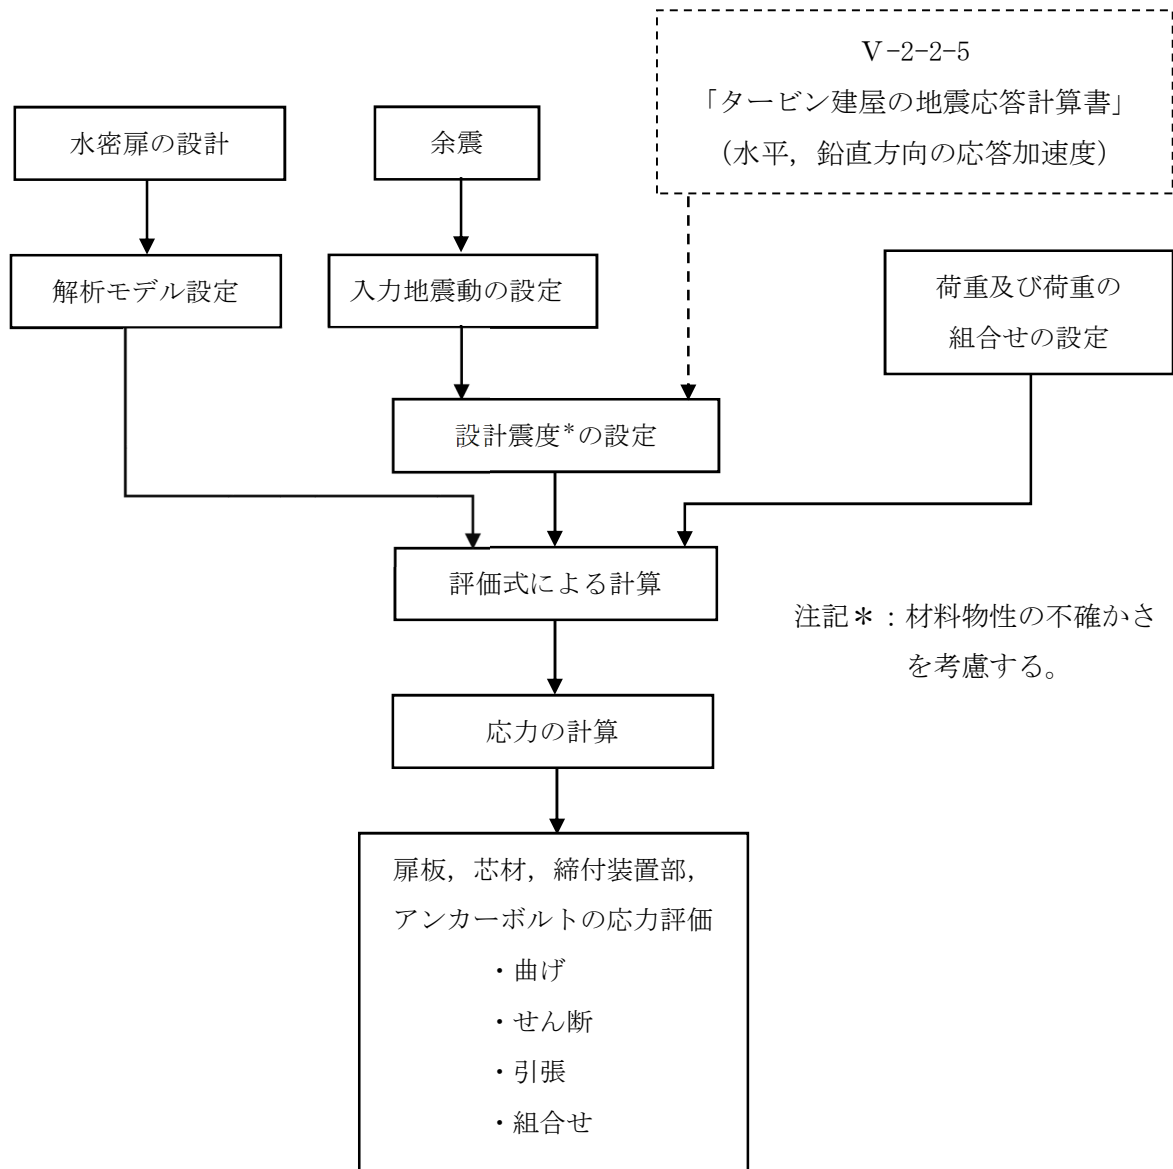 Ⅴ-2-2-5
「タービン建屋の地震応答計算書」
（水平，鉛直方向の応答加速度）
水密扉の設計
余震
解析モデル設定
入力地震動の設定
荷重及び荷重の
組合せの設定
設計震度*の設定
評価式による計算
注記＊：材料物性の不確かさ
を考慮する。
応力の計算
扉板，芯材，締付装置部，
アンカーボルトの応力評価
・曲げ
・せん断
・引張
・組合せ